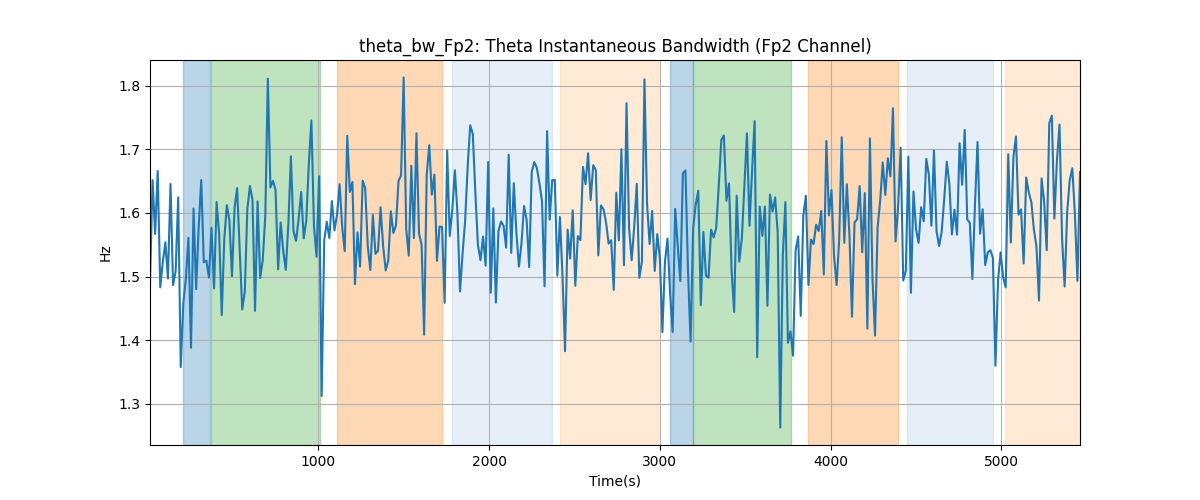 theta_bw_Fp2: Theta Instantaneous Bandwidth (Fp2 Channel)
Hz
1.8
1.7
1.6
1.5
1.4
1.3
1000 2000 3000 4000 5000
Time(s)